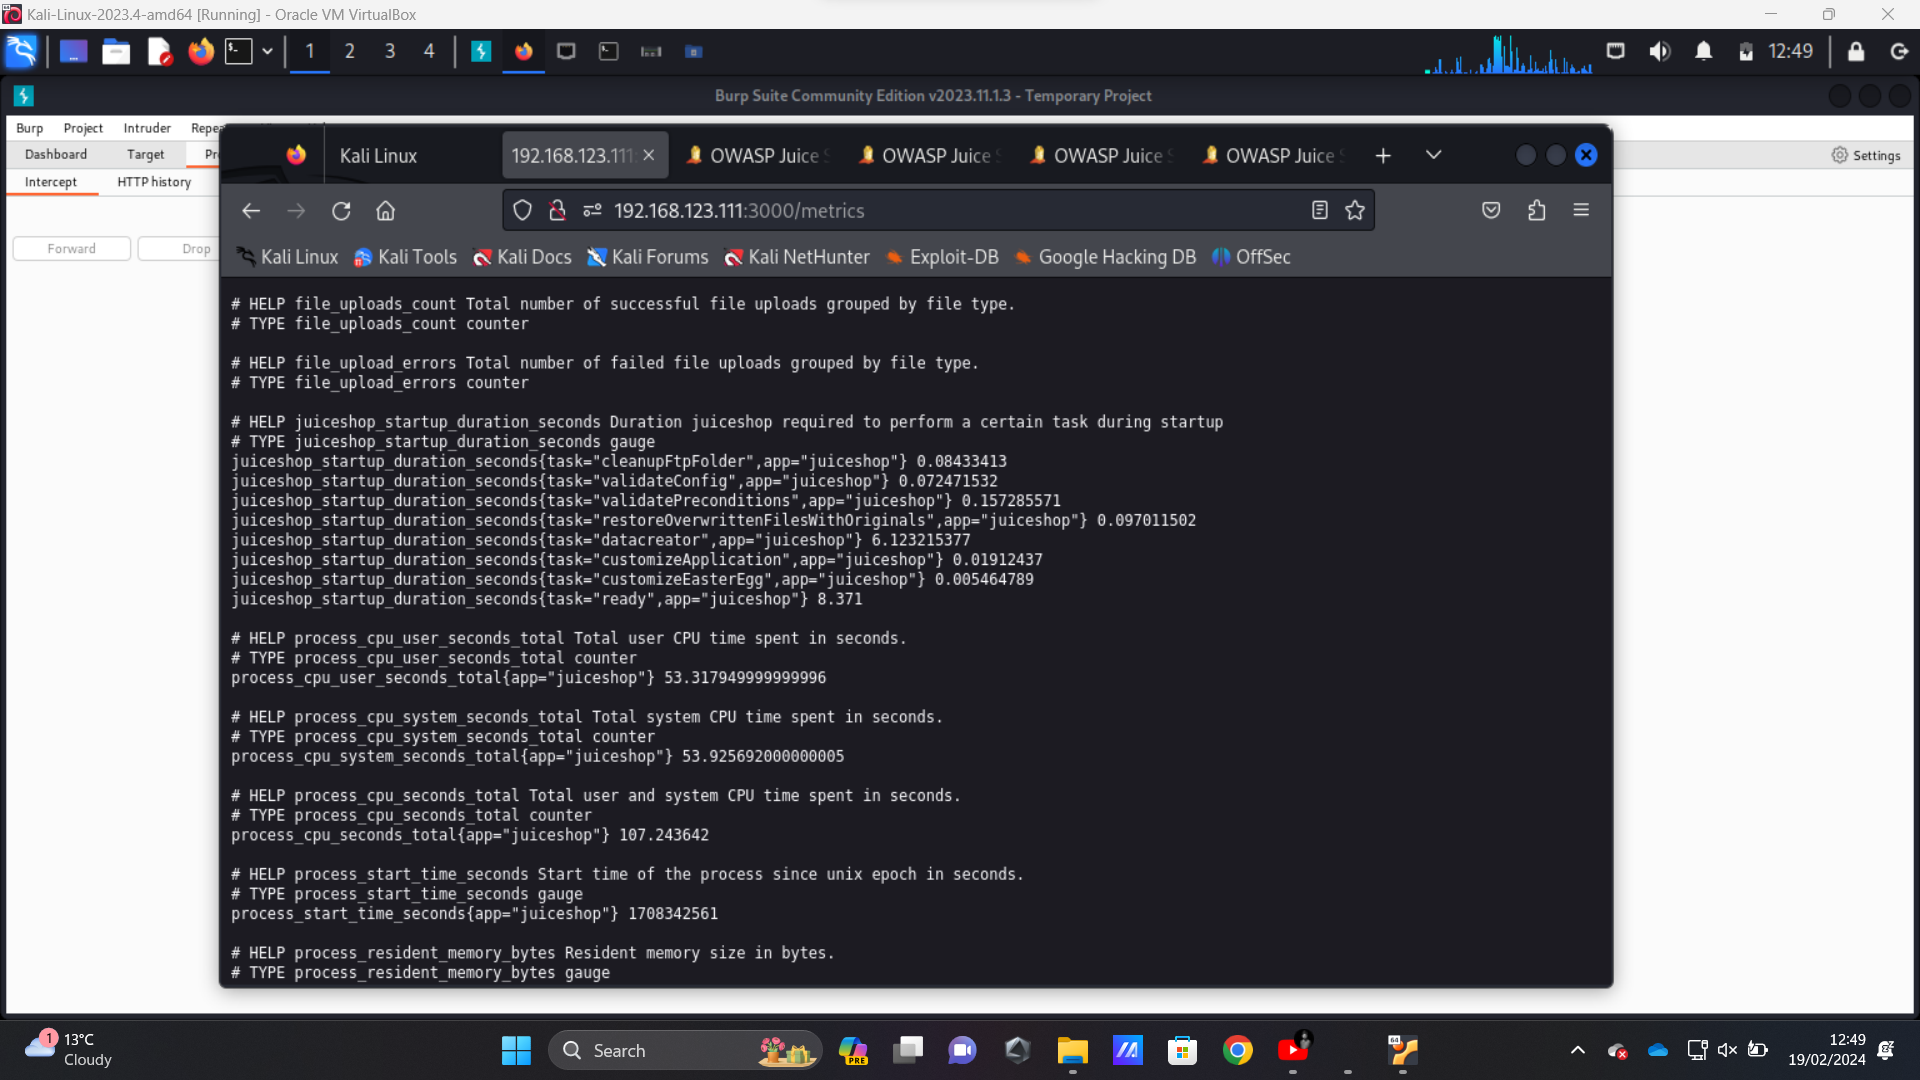 Kali-Linux-2023.4-amd64 [Running] - Oracle VM VirtualBox
1 2 3 4
12:49
Burp Suite Community Edition v2023.11.1.3 - Temporary Project
Burp Project Intruder Repea
Dashboard Target Pr
Settings
Intercept HTTP history
Forward Drop
Kali Linux
192.168.123.111:
OWASP Juice S
OWASP Juice S
OWASP Juice S
OWASP Juice S
192.168.123.111:3000/metrics
Kali Linux Kali Tools Kali Docs Kali Forums Kali NetHunter Exploit-DB Google Hacking DB OffSec
# HELP file_uploads_count Total number of successful file uploads grouped by file type.
# TYPE file_uploads_count counter
# HELP file_upload_errors Total number of failed file uploads grouped by file type.
# TYPE file_upload_errors counter
# HELP juiceshop_startup_duration_seconds Duration juiceshop required to perform a certain task during startup
# TYPE juiceshop_startup_duration_seconds gauge
juiceshop_startup_duration_seconds{task="cleanupFtpFolder",app="juiceshop"} 0.08433413
juiceshop_startup_duration_seconds{task="validateConfig",app="juiceshop"} 0.072471532
juiceshop_startup_duration_seconds{task="validatePreconditions",app="juiceshop"} 0.157285571
juiceshop_startup_duration_seconds{task="restoreOverwrittenFilesWithOriginals",app="juiceshop"} 0.097011502
juiceshop_startup_duration_seconds{task="datacreator",app="juiceshop"} 6.123215377
juiceshop_startup_duration_seconds{task="customizeApplication",app="juiceshop"} 0.01912437
juiceshop_startup_duration_seconds{task="customizeEasterEgg",app="juiceshop"} 0.005464789
juiceshop_startup_duration_seconds{task="ready",app="juiceshop"} 8.371
# HELP process_cpu_user_seconds_total Total user CPU time spent in seconds.
# TYPE process_cpu_user_seconds_total counter
process_cpu_user_seconds_total{app="juiceshop"} 53.317949999999996
# HELP process_cpu_system_seconds_total Total system CPU time spent in seconds.
# TYPE process_cpu_system_seconds_total counter
process_cpu_system_seconds_total{app="juiceshop"} 53.925692000000005
# HELP process_cpu_seconds_total Total user and system CPU time spent in seconds.
# TYPE process_cpu_seconds_total counter
process_cpu_seconds_total{app="juiceshop"} 107.243642
# HELP process_start_time_seconds Start time of the process since unix epoch in seconds.
# TYPE process_start_time_seconds gauge
process_start_time_seconds{app="juiceshop"} 1708342561
# HELP process_resident_memory_bytes Resident memory size in bytes.
# TYPE process_resident_memory_bytes gauge
1
13°C
Cloudy
Search
PRE
64
12:49
19/02/2024